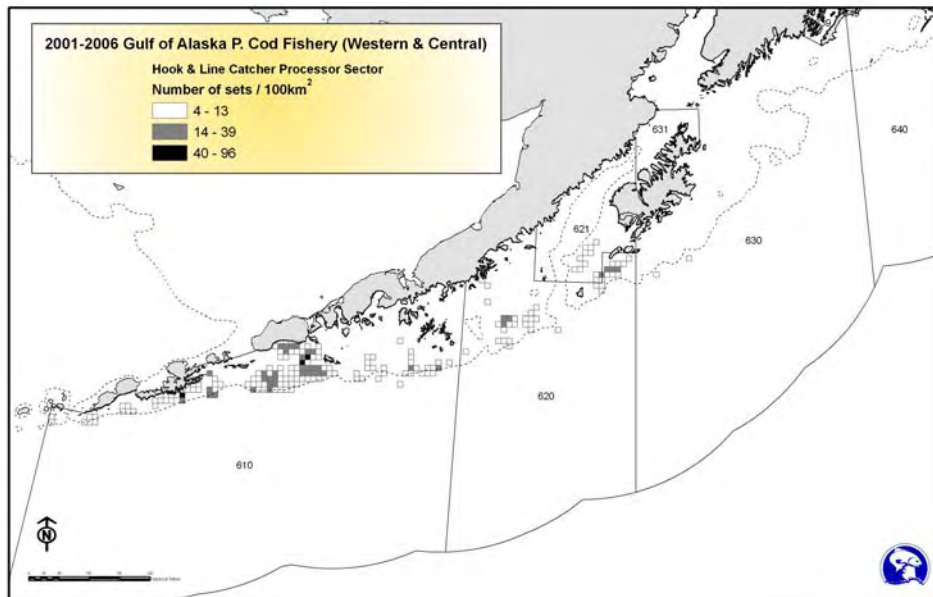 2001-2006 Gulf of Alaska P. Cod Fishery (Western & Central)
Hook & Line Catcher Processor Sector
Number of sets / 100km²
4 - 13
14 - 39
40 - 96
631
640
621
630
620
610
N